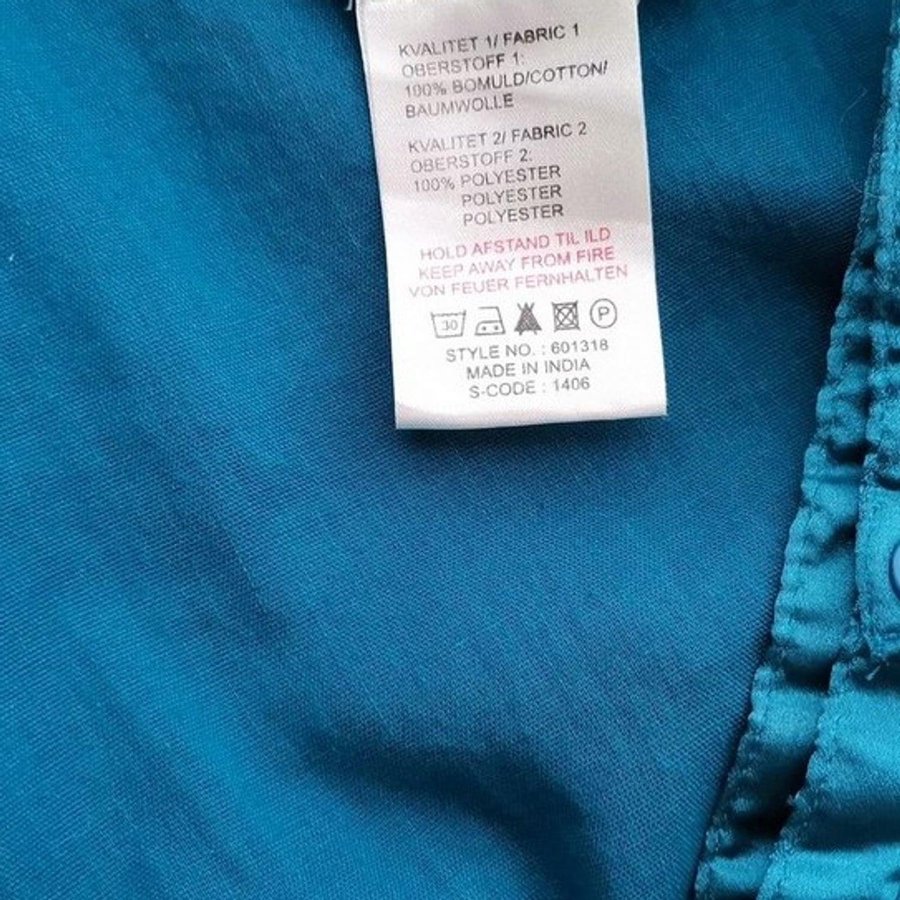 KVALITET 1/ FABRIC 1
OBERSTOFF 1:
100% BOMULD/COTTON/
BAUMWOLLE
KVALITET 2/ FABRIC 2
OBERSTOFF 2:
100% POLYESTER
POLYESTER
POLYESTER
HOLD AFSTAND TIL ILD
KEEP AWAY FROM FIRE
VON FEUER FERNHALTEN
30 P
STYLE NO. : 601318
MADE IN INDIA
S-CODE : 1406